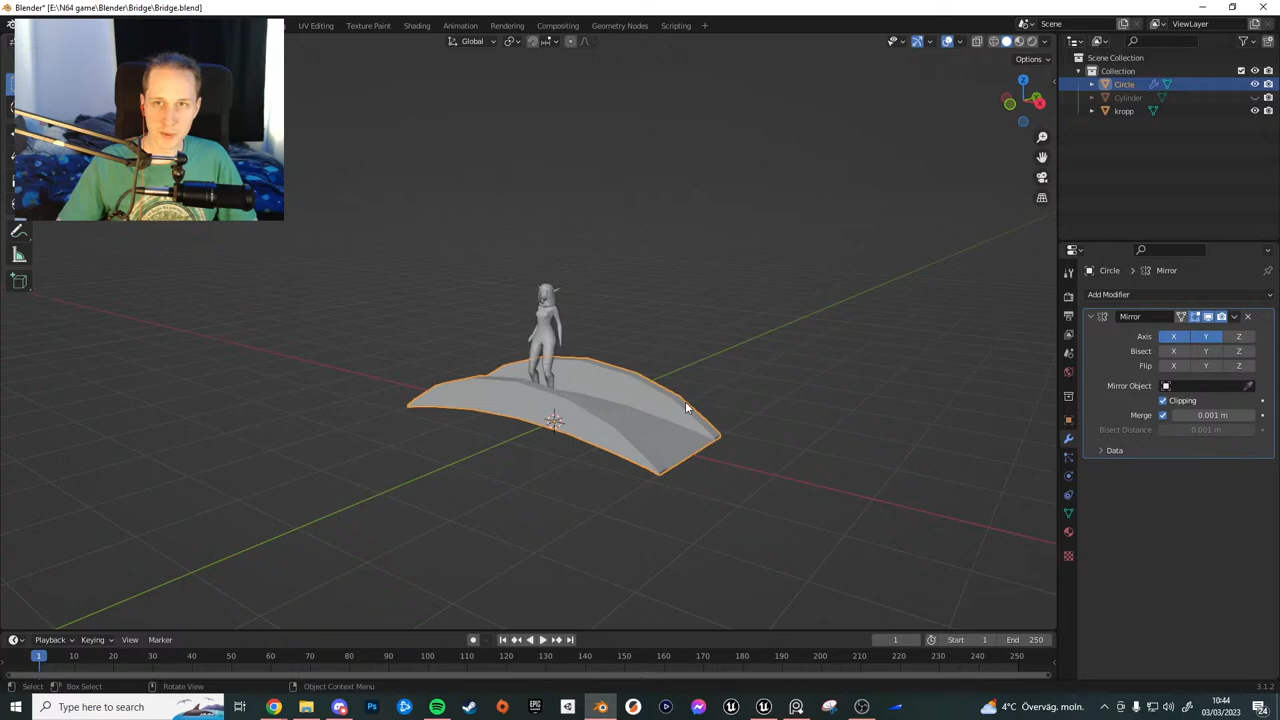 Blender* [E:\N64 game\Blender\Bridge\Bridge.blend]
UV Editing Texture Paint Shading Animation Rendering Compositing Geometry Nodes Scripting + Scene ViewLayer
Global
Options
Scene Collection
Collection
Circle
Cylinder
kropp
Z
Circle > Mirror
Add Modifier
Mirror
Axis X Y Z
Bisect X Y Z
Flip X Y Z
Mirror Object
Clipping
Merge 0.001 m
Bisect Distance 0.001 m
Data
Playback Keying View Marker 1 Start 1 End 250
1 10 20 30 40 50 60 70 80 90 100 110 120 130 140 150 160 170 180 190 200 210 220 230 240 250
Select Box Select Rotate View Object Context Menu 3.1.2
Type here to search
4°C Överväg. moln.
10:44
03/03/2023